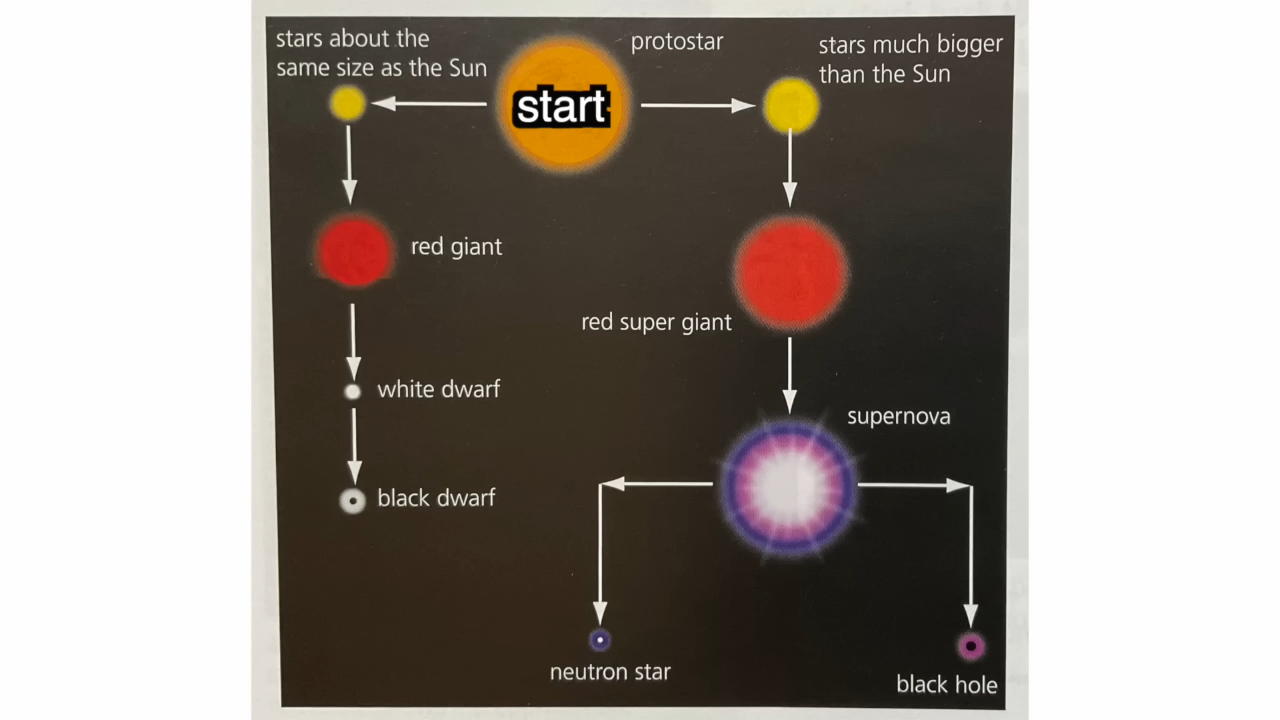 stars about the
same size as the Sun
protostar
stars much bigger
than the Sun
start
red giant
red super giant
white dwarf
supernova
black dwarf
neutron star
black hole